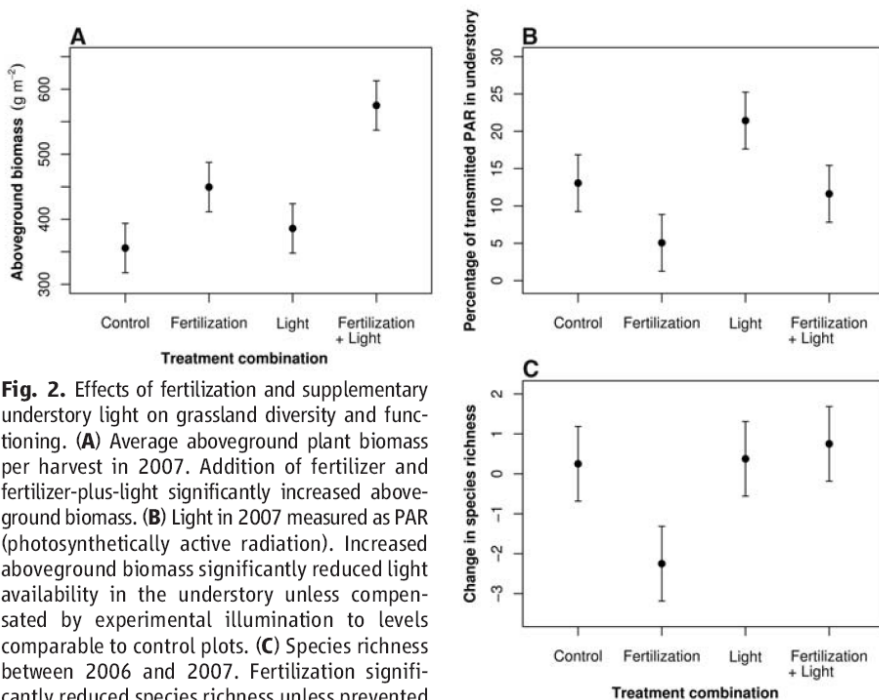 A
Aboveground biomass (g m⁻²)
600
500
400
300
Control Fertilization Light Fertilization
+ Light
Treatment combination
B
Percentage of transmitted PAR in understory
30
25
20
15
10
5
0
Control Fertilization Light Fertilization
+ Light
C
Change in species richness
2
1
0
−1
−2
−3
Control Fertilization Light Fertilization
+ Light
Treatment combination
Fig. 2. Effects of fertilization and supplementary
understory light on grassland diversity and func-
tioning. (A) Average aboveground plant biomass
per harvest in 2007. Addition of fertilizer and
fertilizer-plus-light significantly increased above-
ground biomass. (B) Light in 2007 measured as PAR
(photosynthetically active radiation). Increased
aboveground biomass significantly reduced light
availability in the understory unless compen-
sated by experimental illumination to levels
comparable to control plots. (C) Species richness
between 2006 and 2007. Fertilization signifi-
cantly reduced species richness unless prevented